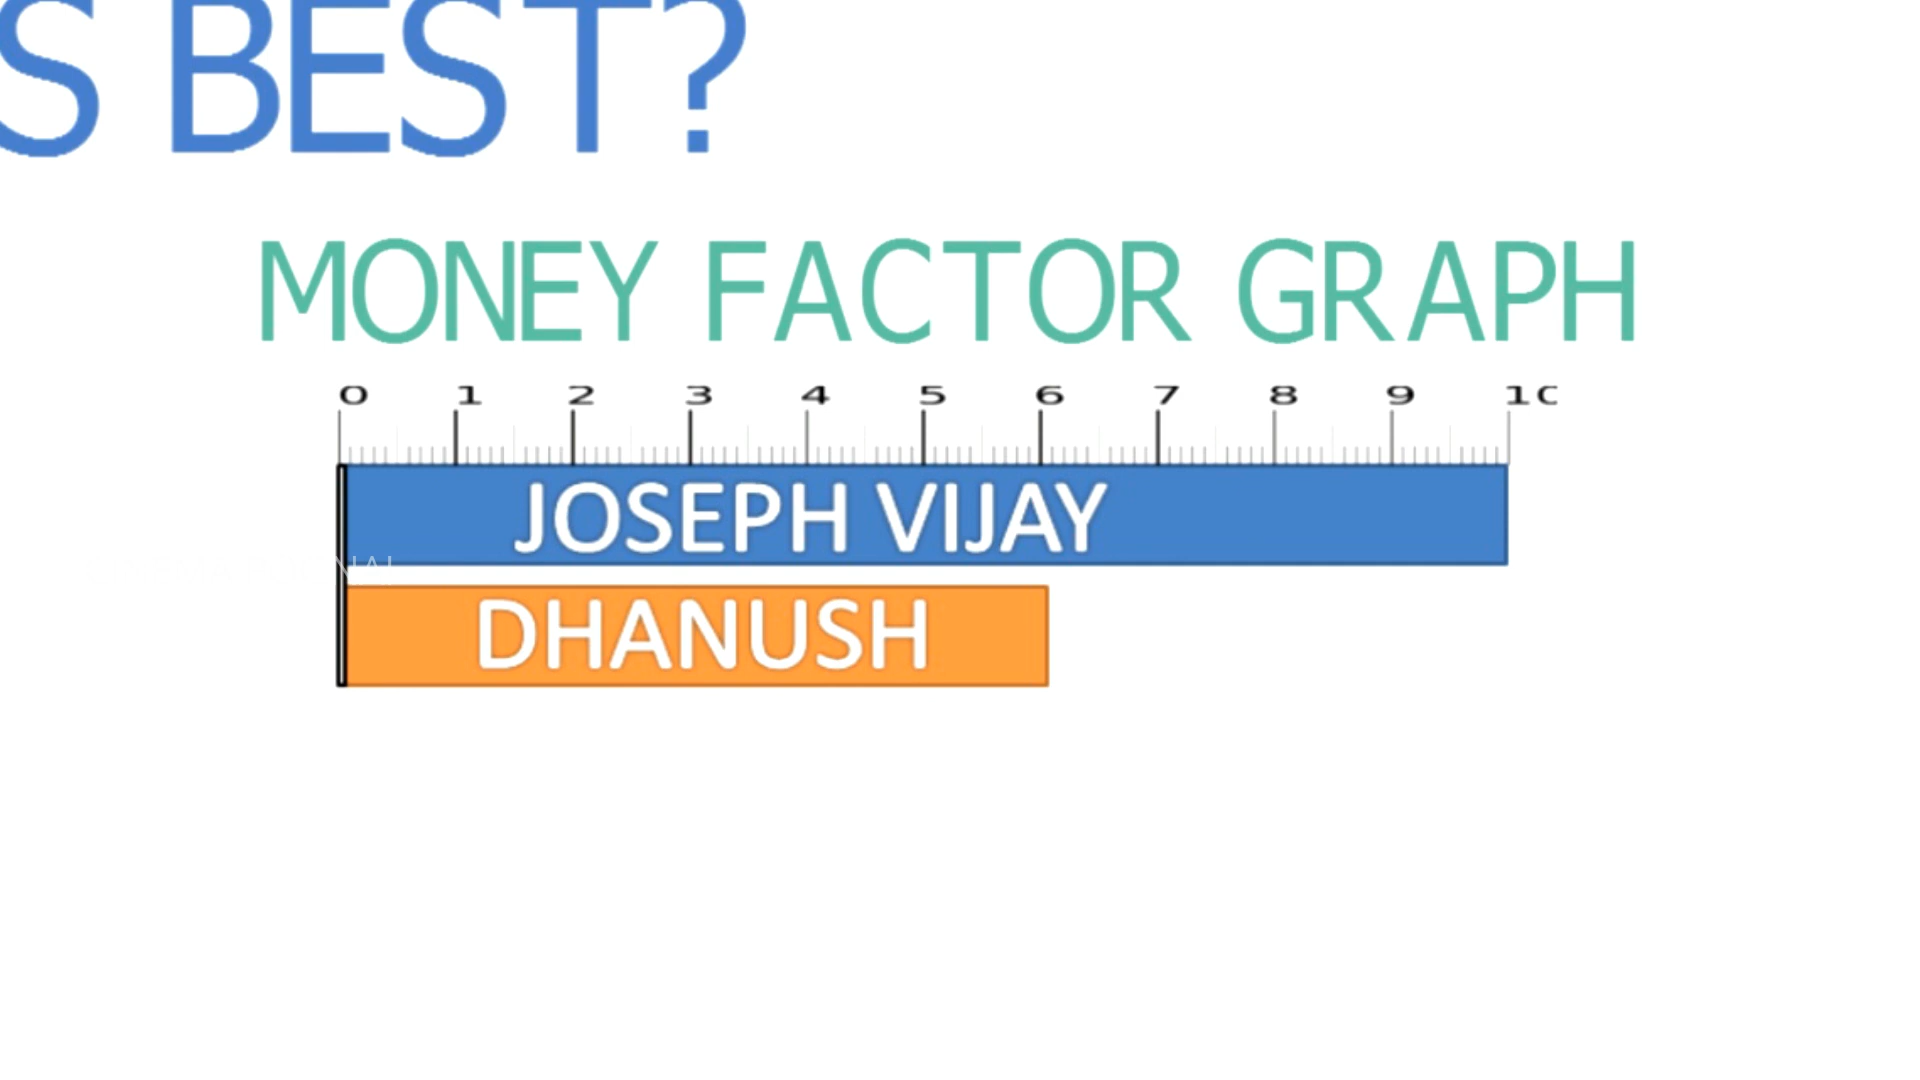 S BEST?
MONEY FACTOR GRAPH
0 1 2 3 4 5 6 7 8 9 10
JOSEPH VIJAY
DHANUSH